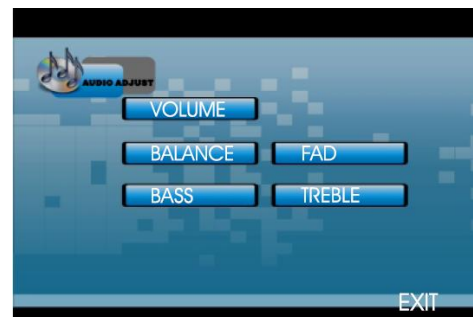 AUDIO ADJUST
VOLUME
BALANCE FAD
BASS TREBLE
EXIT